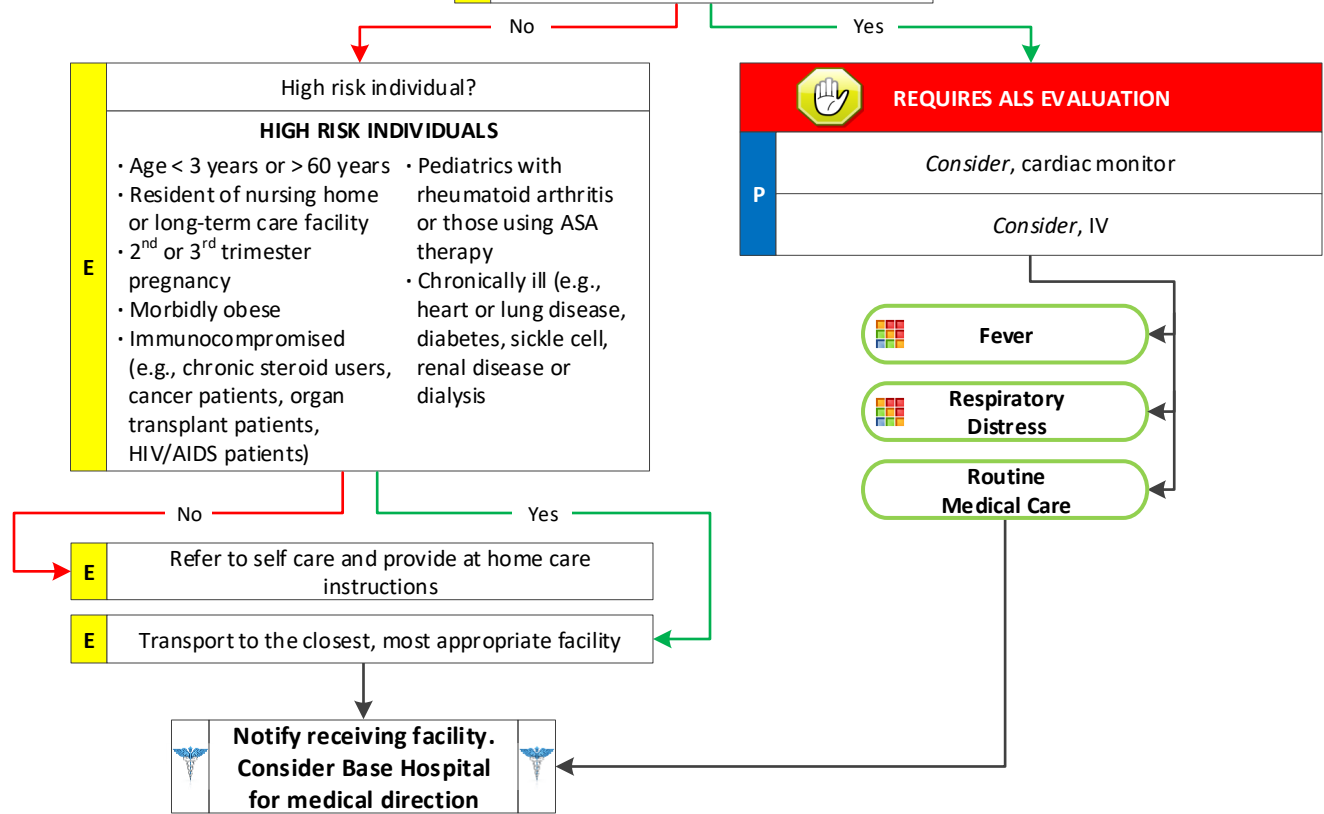 No
Yes
E
High risk individual?
HIGH RISK INDIVIDUALS
· Age < 3 years or > 60 years
· Resident of nursing home
or long-term care facility
· 2nd or 3rd trimester
pregnancy
· Morbidly obese
· Immunocompromised
(e.g., chronic steroid users,
cancer patients, organ
transplant patients,
HIV/AIDS patients)
· Pediatrics with
rheumatoid arthritis
or those using ASA
therapy
· Chronically ill (e.g.,
heart or lung disease,
diabetes, sickle cell,
renal disease or
dialysis
REQUIRES ALS EVALUATION
P
Consider, cardiac monitor
Consider, IV
Fever
Respiratory
Distress
Routine
Medical Care
No
Yes
E
Refer to self care and provide at home care
instructions
E
Transport to the closest, most appropriate facility
Notify receiving facility.
Consider Base Hospital
for medical direction